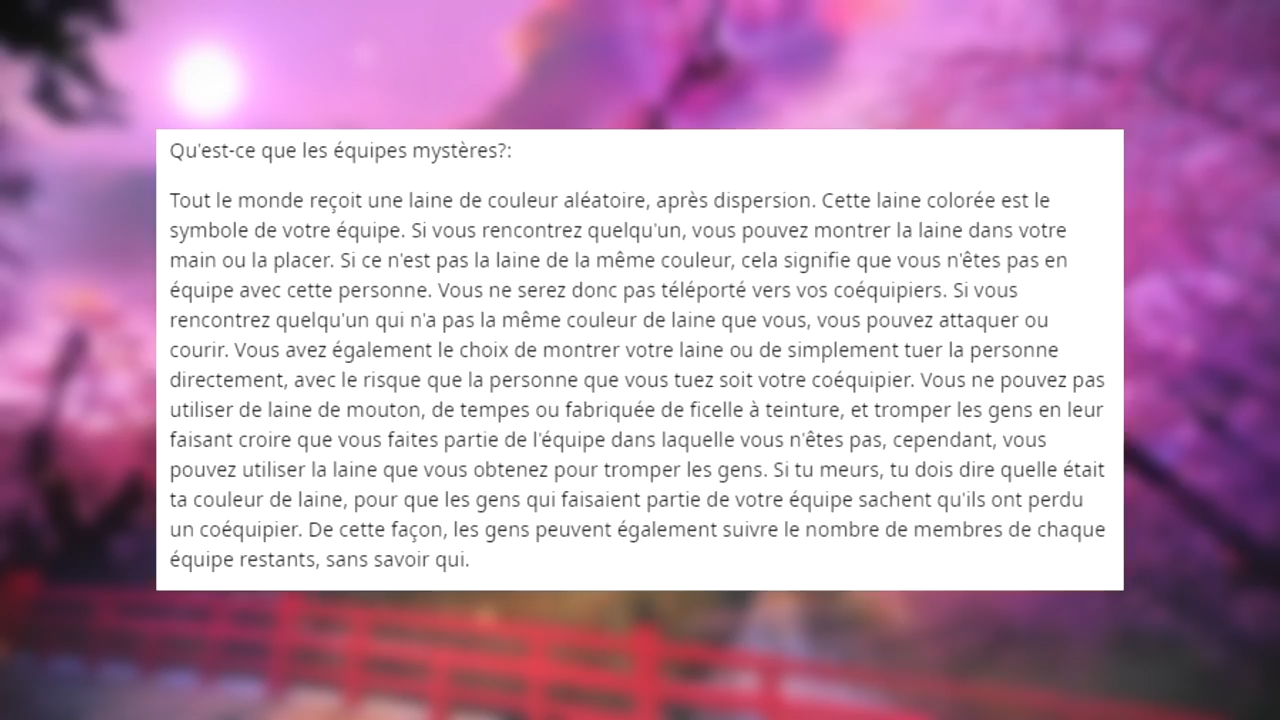 Qu'est-ce que les équipes mystères?:
Tout le monde reçoit une laine de couleur aléatoire, après dispersion. Cette laine colorée est le
symbole de votre équipe. Si vous rencontrez quelqu'un, vous pouvez montrer la laine dans votre
main ou la placer. Si ce n'est pas la laine de la même couleur, cela signifie que vous n'êtes pas en
équipe avec cette personne. Vous ne serez donc pas téléporté vers vos coéquipiers. Si vous
rencontrez quelqu'un qui n'a pas la même couleur de laine que vous, vous pouvez attaquer ou
courir. Vous avez également le choix de montrer votre laine ou de simplement tuer la personne
directement, avec le risque que la personne que vous tuez soit votre coéquipier. Vous ne pouvez pas
utiliser de laine de mouton, de tempes ou fabriquée de ficelle à teinture, et tromper les gens en leur
faisant croire que vous faites partie de l'équipe dans laquelle vous n'êtes pas, cependant, vous
pouvez utiliser la laine que vous obtenez pour tromper les gens. Si tu meurs, tu dois dire quelle était
ta couleur de laine, pour que les gens qui faisaient partie de votre équipe sachent qu'ils ont perdu
un coéquipier. De cette façon, les gens peuvent également suivre le nombre de membres de chaque
équipe restants, sans savoir qui.